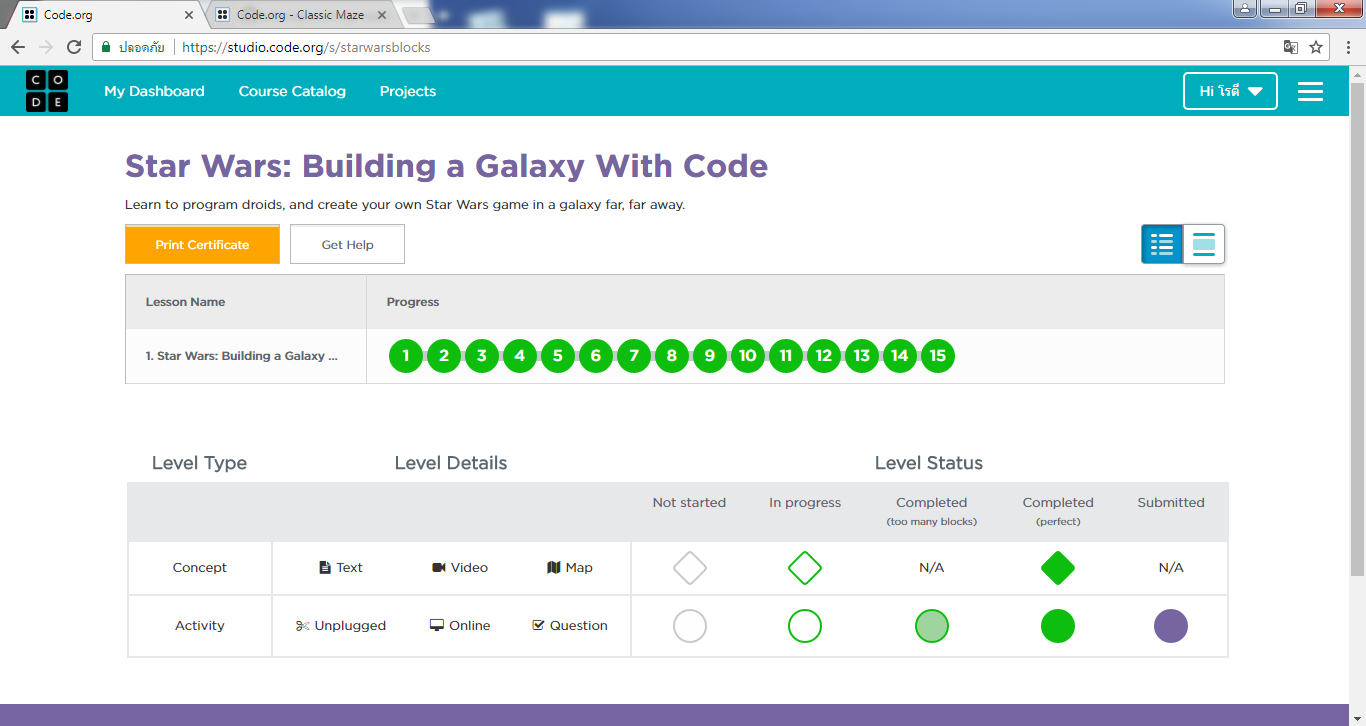 Code.org
Code.org - Classic Maze
ปลอดภัย https://studio.code.org/s/starwarsblocks
CODE My Dashboard Course Catalog Projects Hi โรตี
Star Wars: Building a Galaxy With Code
Learn to program droids, and create your own Star Wars game in a galaxy far, far away.
Print Certificate Get Help
Lesson Name Progress
1. Star Wars: Building a Galaxy ... 1 2 3 4 5 6 7 8 9 10 11 12 13 14 15
Level Type Level Details Level Status
Not started In progress Completed Completed Submitted
(too many blocks) (perfect)
Concept Text Video Map N/A N/A
Activity Unplugged Online Question